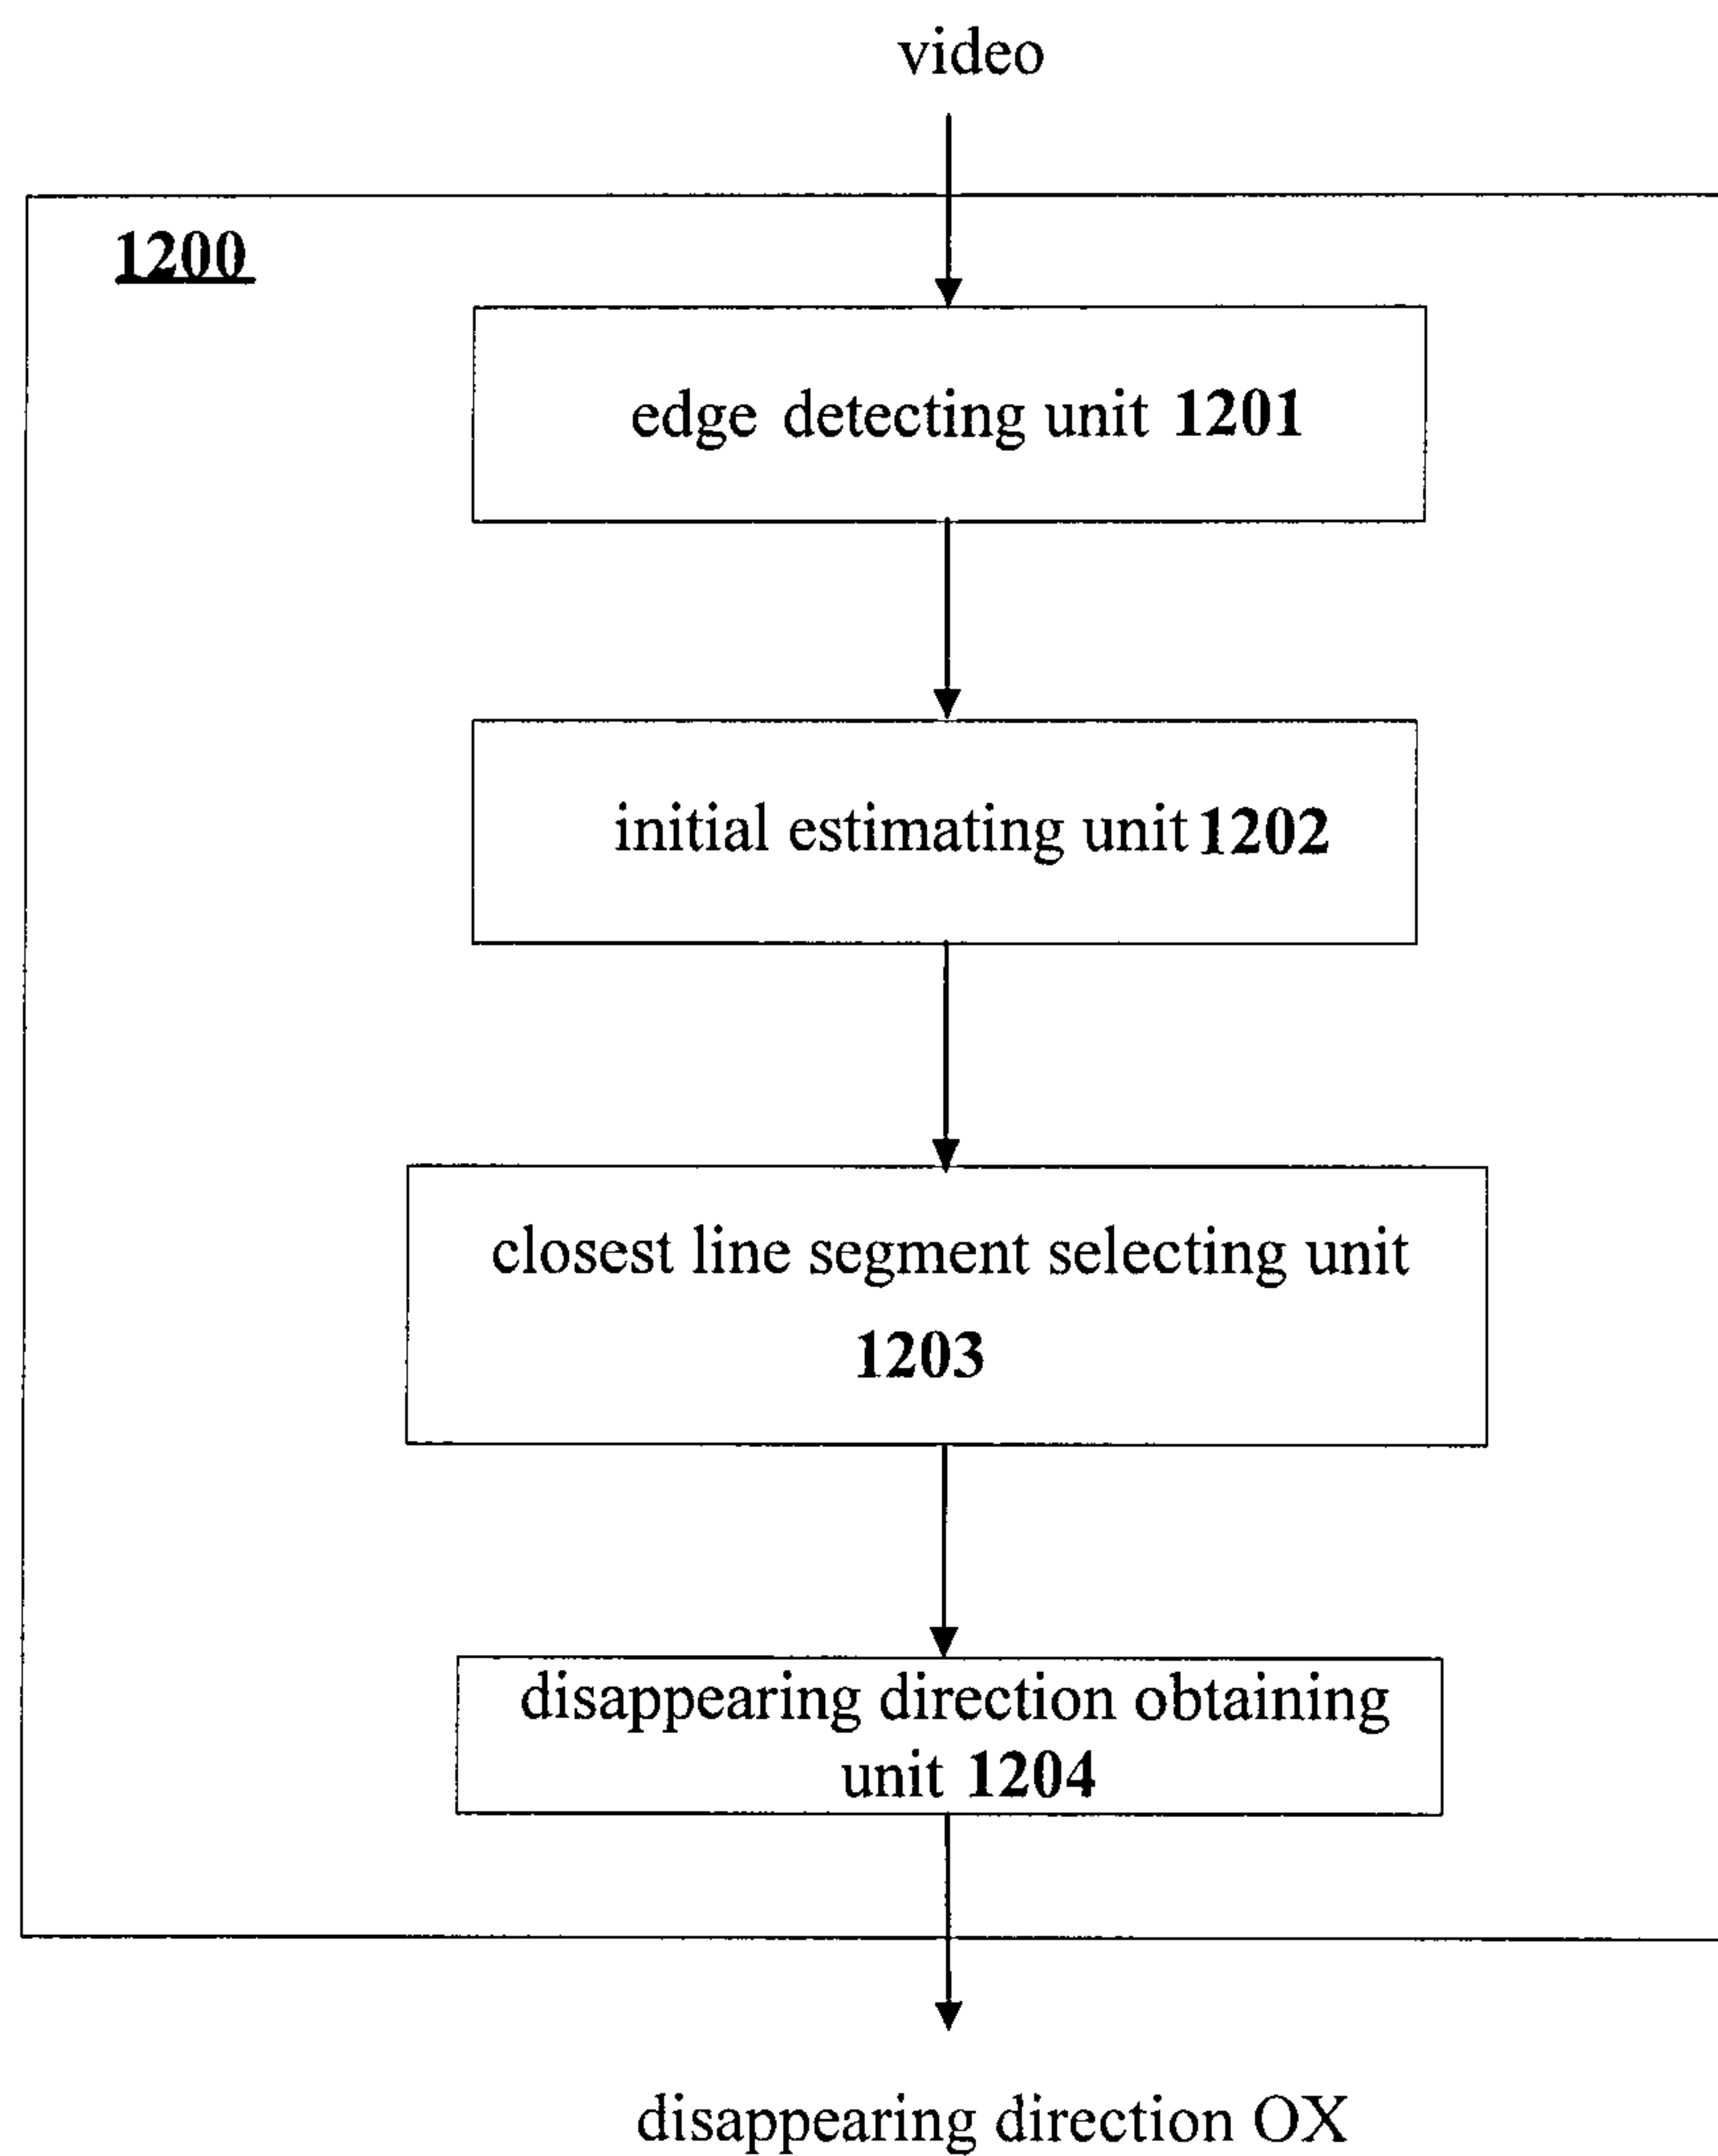 video
1200
edge detecting unit 1201
initial estimating unit 1202
closest line segment selecting unit
1203
disappearing direction obtaining
unit 1204
disappearing direction OX